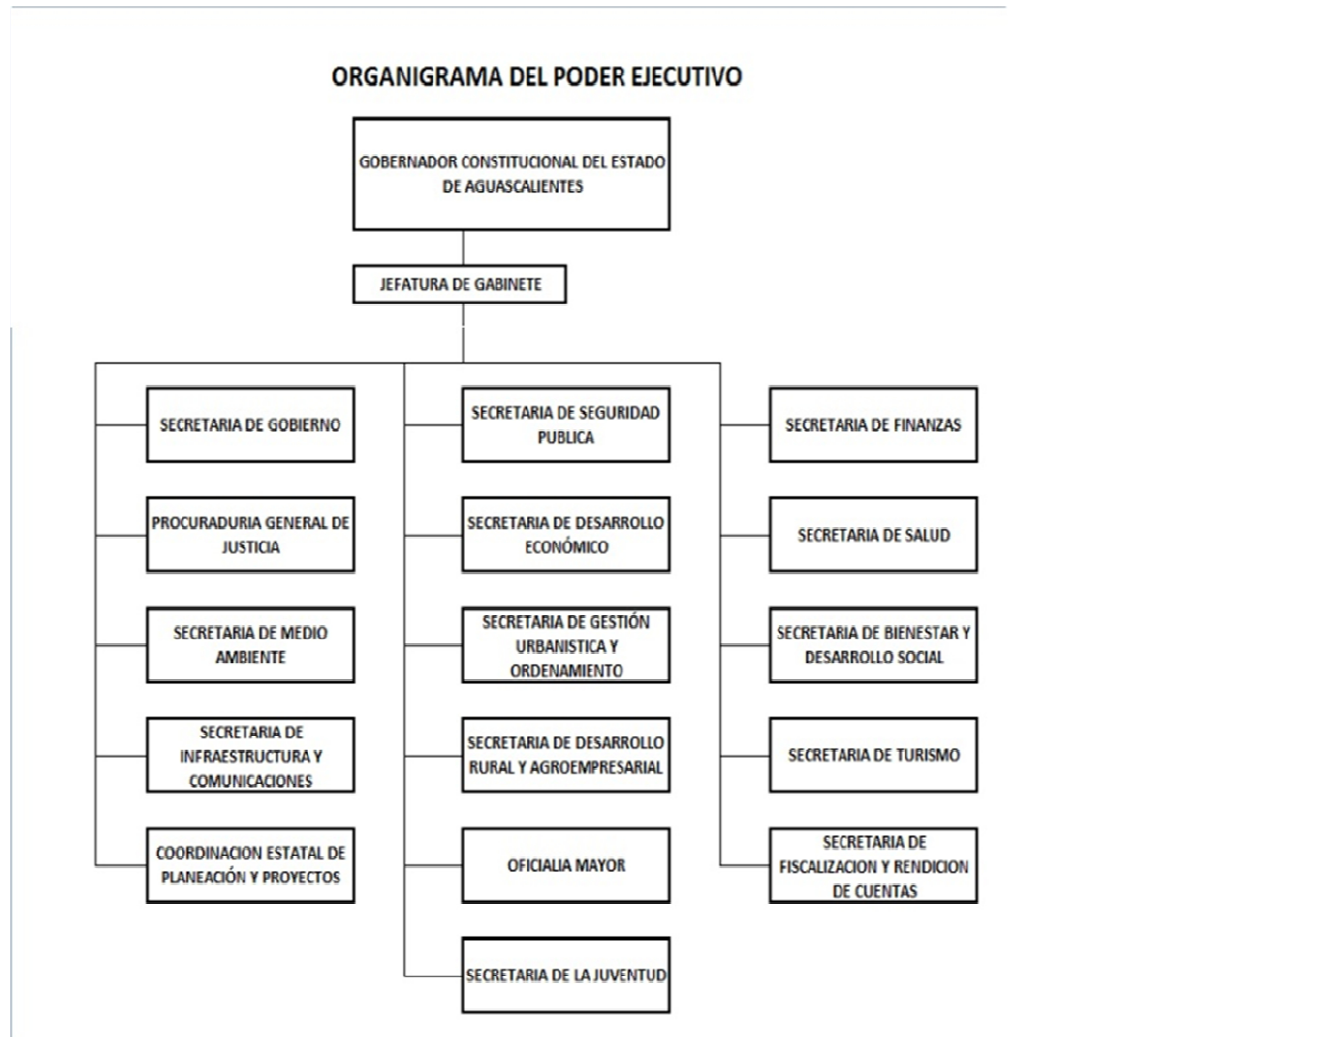 ORGANIGRAMA DEL PODER EJECUTIVO
GOBERNADOR CONSTITUCIONAL DEL ESTADO
DE AGUASCALIENTES
JEFATURA DE GABINETE
SECRETARIA DE GOBIERNO
PROCURADURIA GENERAL DE
JUSTICIA
SECRETARIA DE MEDIO
AMBIENTE
SECRETARIA DE
INFRAESTRUCTURA Y
COMUNICACIONES
COORDINACION ESTATAL DE
PLANEACIÓN Y PROYECTOS
SECRETARIA DE SEGURIDAD
PUBLICA
SECRETARIA DE DESARROLLO
ECONÓMICO
SECRETARIA DE GESTIÓN
URBANISTICA Y
ORDENAMIENTO
SECRETARIA DE DESARROLLO
RURAL Y AGROEMPRESARIAL
OFICIALIA MAYOR
SECRETARIA DE LA JUVENTUD
SECRETARIA DE FINANZAS
SECRETARIA DE SALUD
SECRETARIA DE BIENESTAR Y
DESARROLLO SOCIAL
SECRETARIA DE TURISMO
SECRETARIA DE
FISCALIZACION Y RENDICION
DE CUENTAS